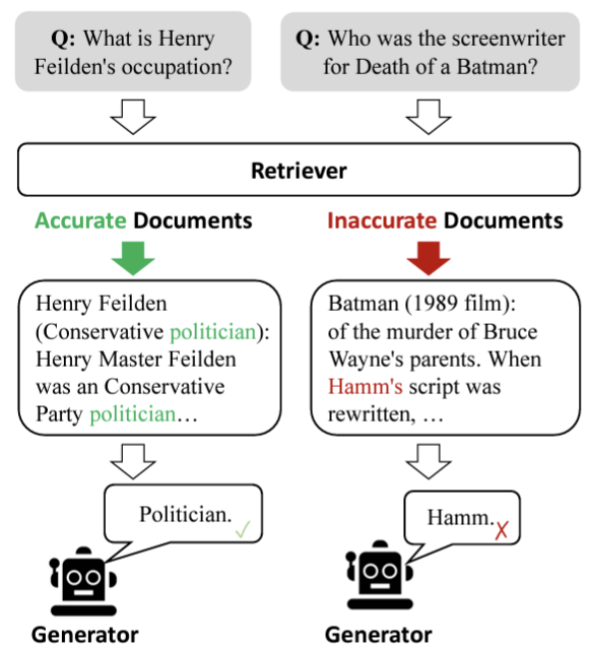 Q: What is Henry
Feilden's occupation?
Q: Who was the screenwriter
for Death of a Batman?
Retriever
Accurate Documents
Inaccurate Documents
Henry Feilden
(Conservative politician):
Henry Master Feilden
was an Conservative
Party politician…
Batman (1989 film):
of the murder of Bruce
Wayne's parents. When
Hamm's script was
rewritten, …
Politician.
Hamm.
Generator
Generator